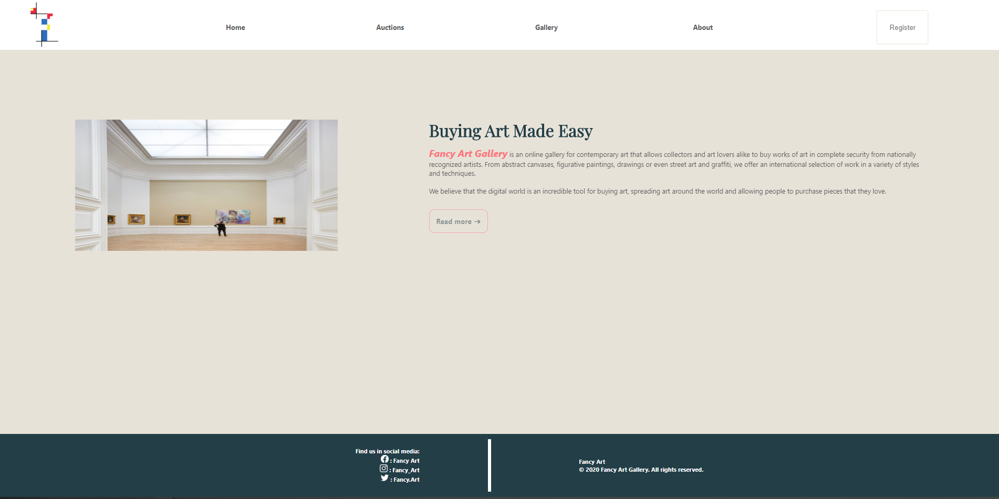 Home
Auctions
Gallery
About
Register
Buying Art Made Easy
Fancy Art Gallery is an online gallery for contemporary art that allows collectors and art lovers alike to buy works of art in complete security from nationally
recognized artists. From abstract canvases, figurative paintings, drawings or even street art and graffiti, we offer an international selection of work in a variety of styles
and techniques.
We believe that the digital world is an incredible tool for buying art, spreading art around the world and allowing people to purchase pieces that they love.
Read more ➔
Find us in social media:
: Fancy Art
: Fancy_Art
: Fancy.Art
Fancy Art
© 2020 Fancy Art Gallery. All rights reserved.